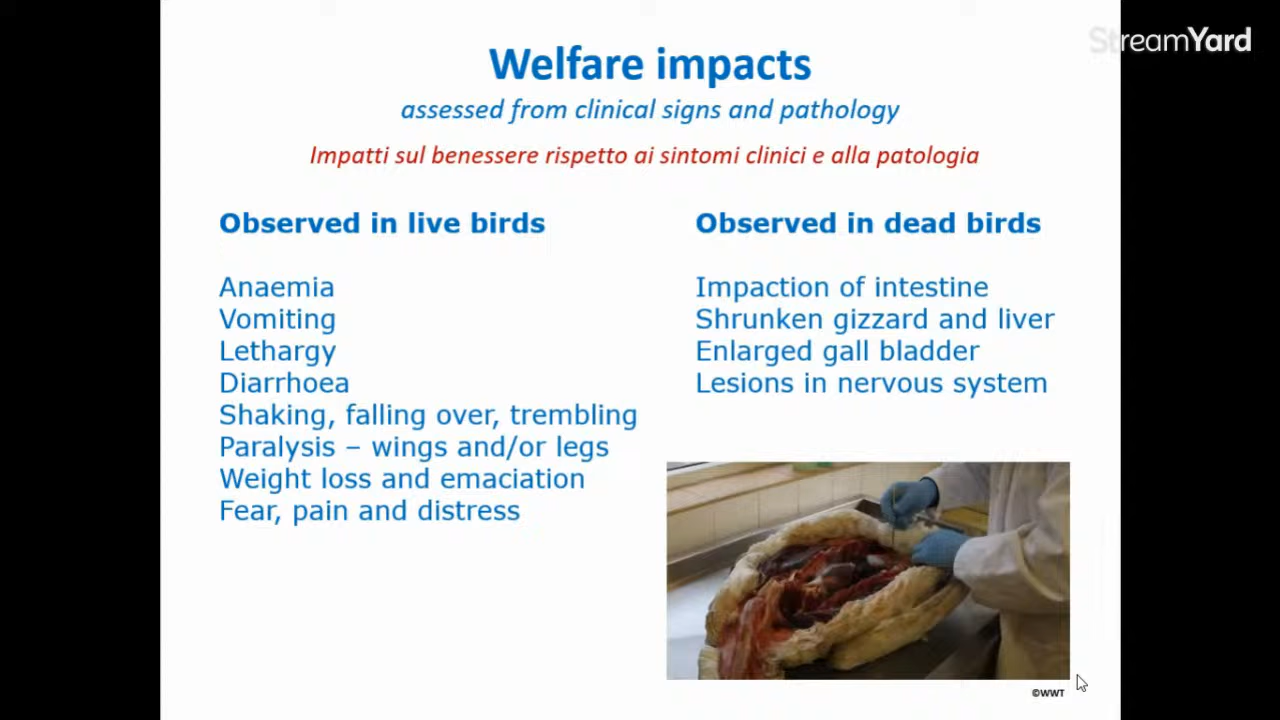 StreamYard
Welfare impacts
assessed from clinical signs and pathology
Impatti sul benessere rispetto ai sintomi clinici e alla patologia
Observed in live birds
Anaemia
Vomiting
Lethargy
Diarrhoea
Shaking, falling over, trembling
Paralysis – wings and/or legs
Weight loss and emaciation
Fear, pain and distress
Observed in dead birds
Impaction of intestine
Shrunken gizzard and liver
Enlarged gall bladder
Lesions in nervous system
©WWT